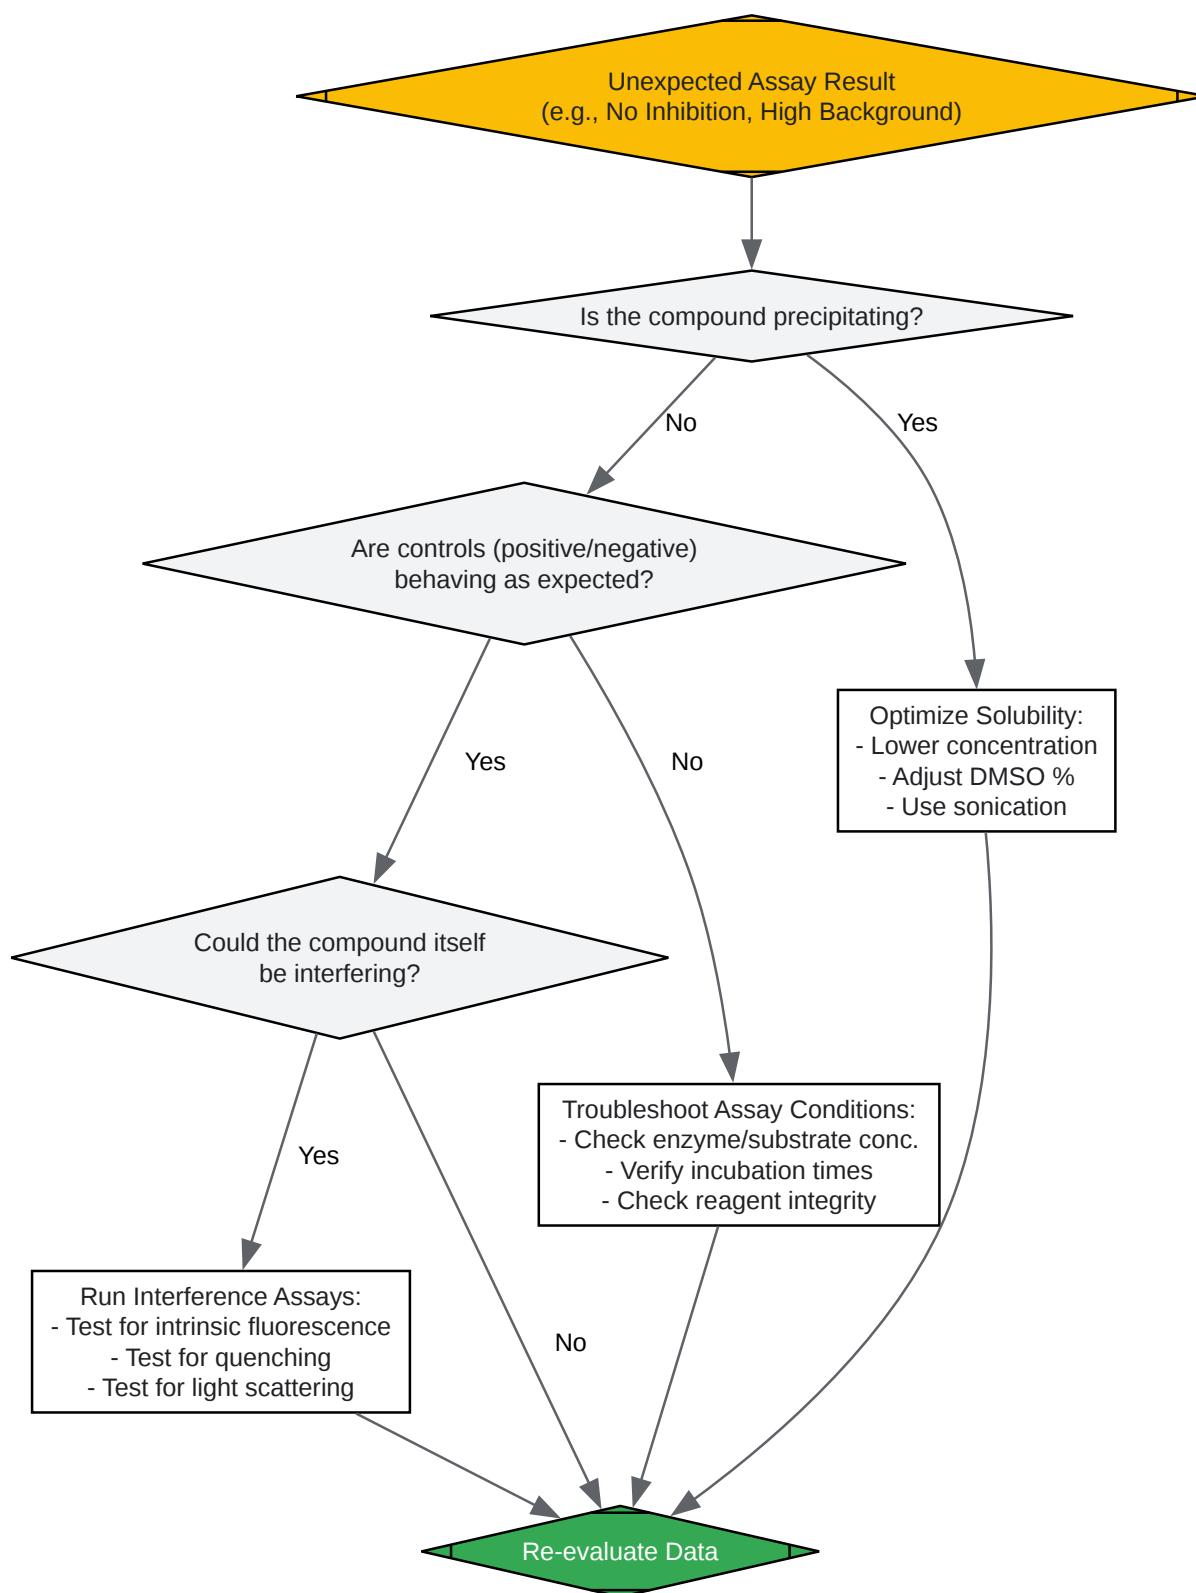 Unexpected Assay Result
(e.g., No Inhibition, High Background)
Is the compound precipitating?
No
Yes
Are controls (positive/negative)
behaving as expected?
Optimize Solubility:
- Lower concentration
- Adjust DMSO %
- Use sonication
Yes
No
Could the compound itself
be interfering?
Troubleshoot Assay Conditions:
- Check enzyme/substrate conc.
- Verify incubation times
- Check reagent integrity
Yes
Run Interference Assays:
- Test for intrinsic fluorescence
- Test for quenching
- Test for light scattering
No
Re-evaluate Data